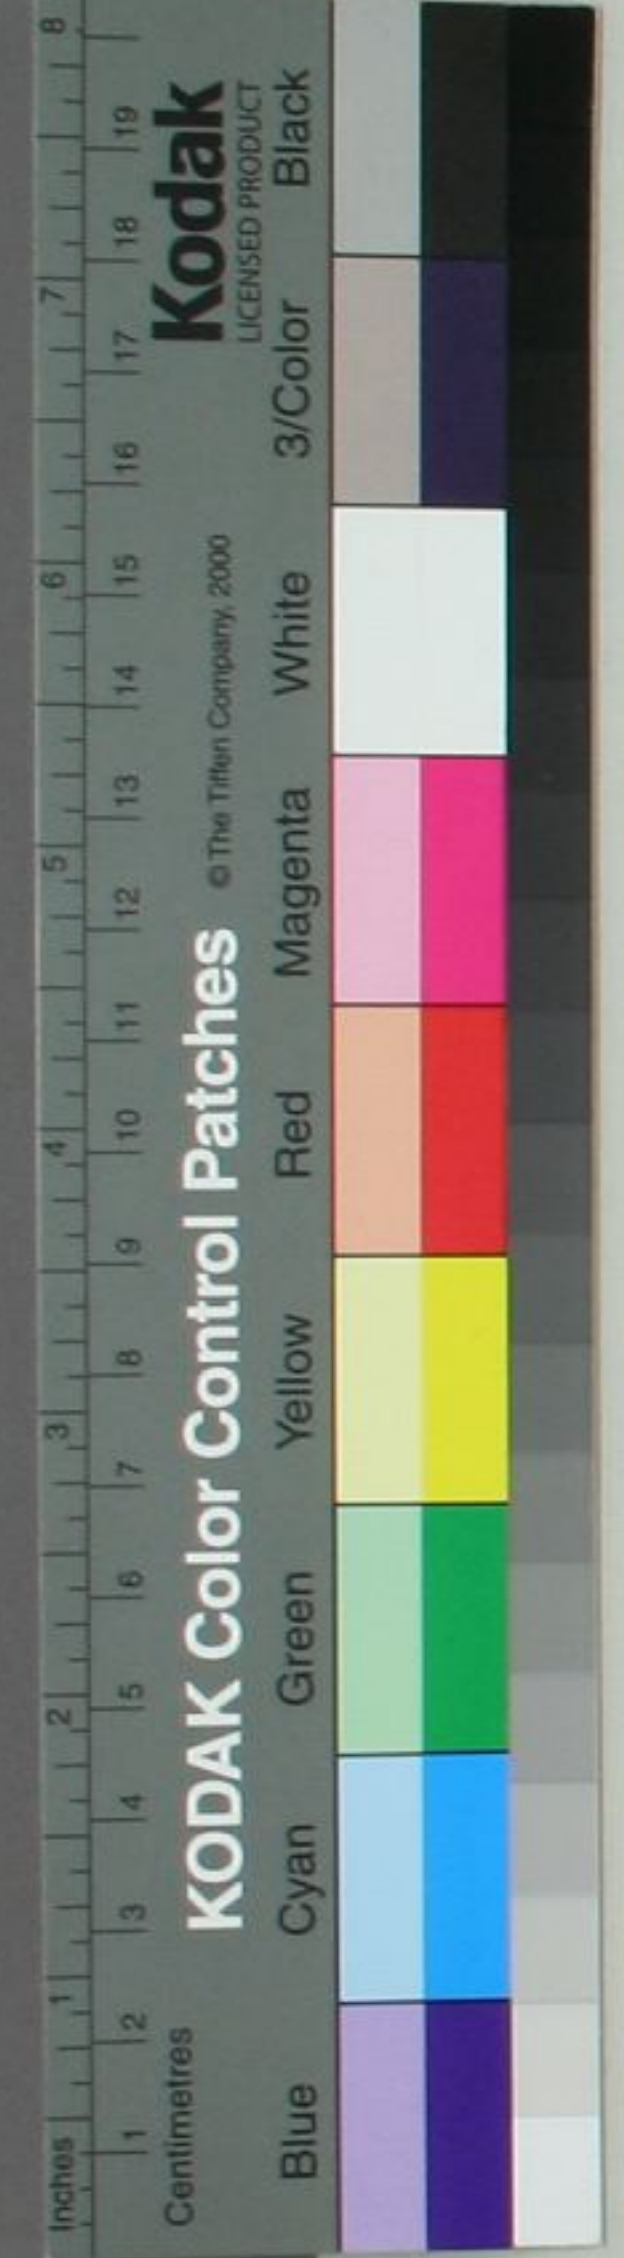 Inches 1 2 3 4 5 6 7 8
1 2 3 4 5 6 7 8 9 10 11 12 13 14 15 16 17 18 19
Centimetres
KODAK Color Control Patches
© The Tiffen Company, 2000
Kodak
LICENSED PRODUCT
Blue Cyan Green Yellow Red Magenta White 3/Color Black